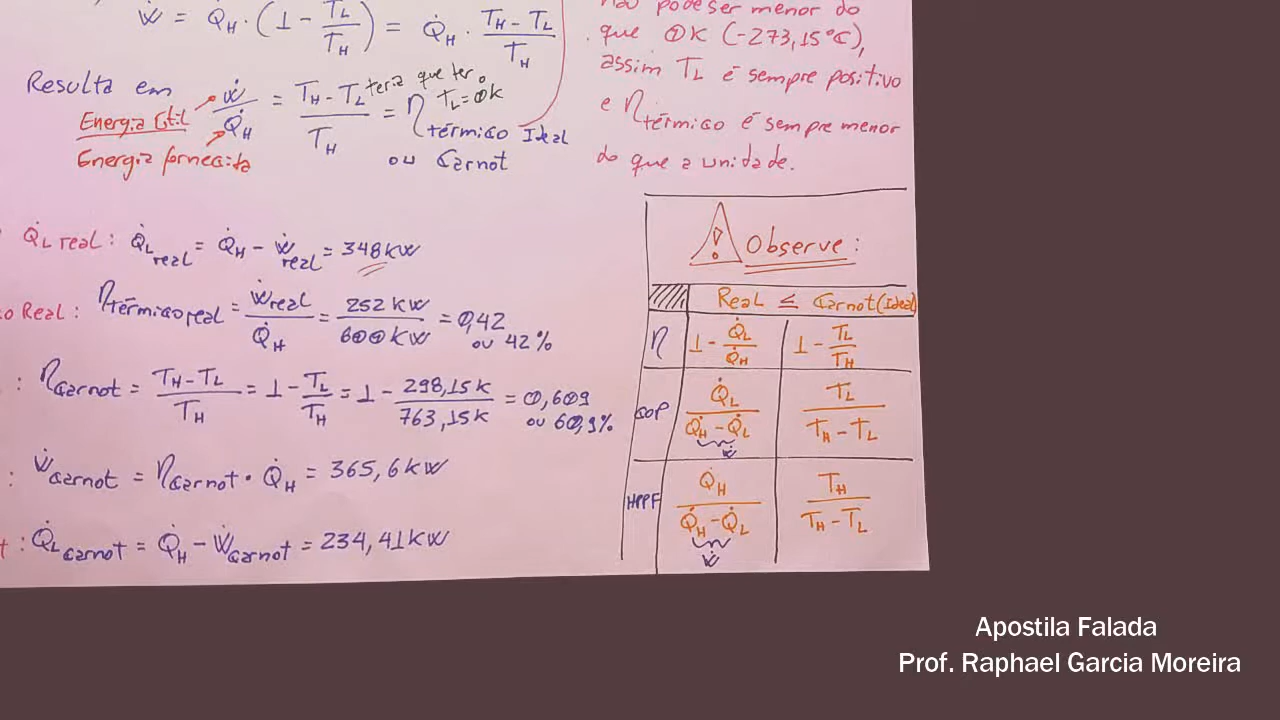 Ẇ = Q̇H · (1 - TL/TH) = Q̇H · (TH - TL)/TH
Resulta em Ẇ/Q̇H = (TH - TL)/TH = η térmico Ideal
ou Carnot
teria que ter
TL = 0K
Energia útil
Energia fornecida
não pode ser menor do
que 0K (-273,15°C),
assim TL é sempre positivo
e η térmico é sempre menor
do que a unidade.
Q̇L real: Q̇L real = Q̇H - Ẇ real = 348 kW
Real: η térmico real = Ẇreal/Q̇H = 252 kW/600 kW = 0,42
ou 42%
: ηcarnot = (TH - TL)/TH = 1 - TL/TH = 1 - 298,15K/763,15K = 0,609
ou 60,9%
: Ẇcarnot = ηcarnot · Q̇H = 365,6 kW
: Q̇L carnot = Q̇H - Ẇcarnot = 234,41 kW
! Observe:
Real ≤ Carnot (Ideal)
η 1 - Q̇L/Q̇H 1 - TL/TH
COP Q̇L/(Q̇H - Q̇L) TL/(TH - TL)
Ẇ
Q̇H/(Q̇H - Q̇L) TH/(TH - TL)
Ẇ
Apostila Falada
Prof. Raphael Garcia Moreira